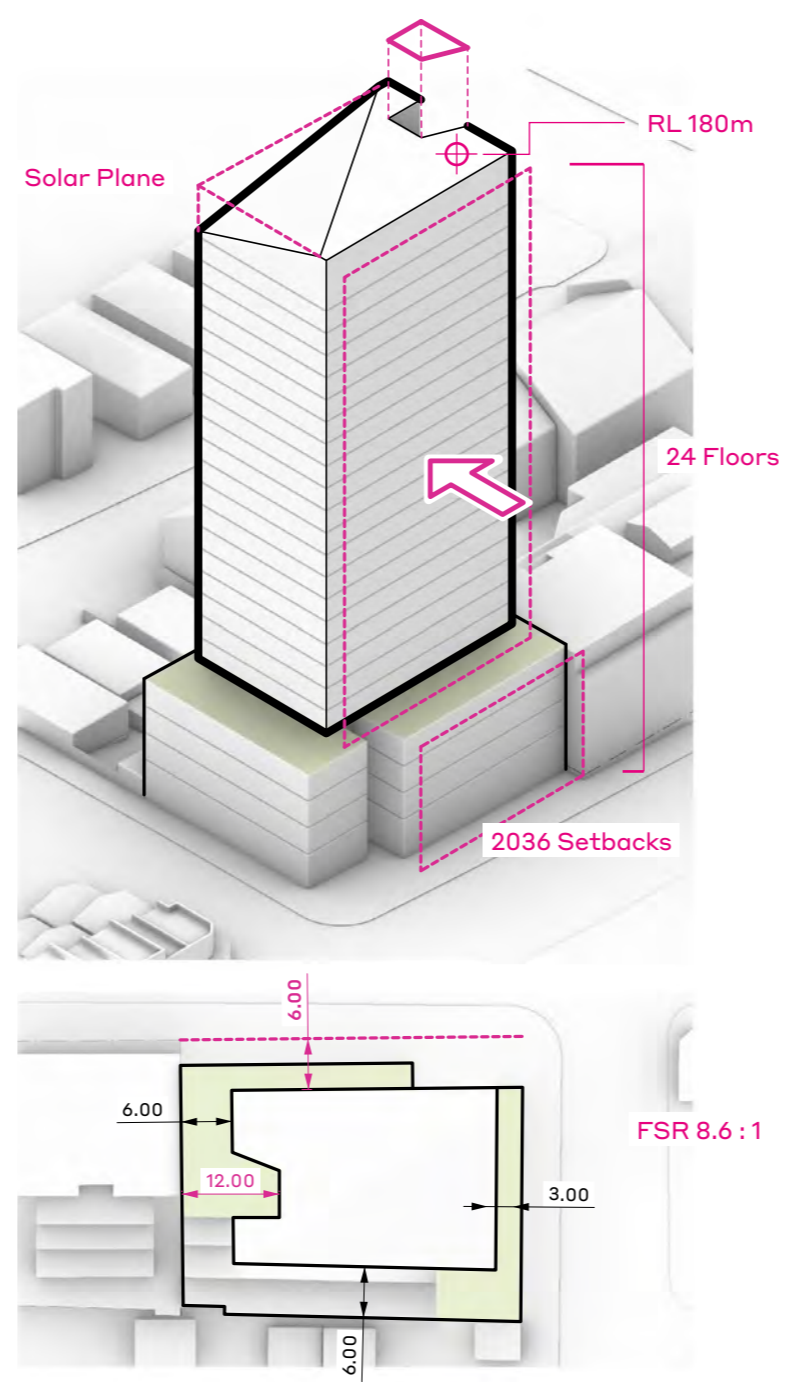 RL 180m
Solar Plane
24 Floors
2036 Setbacks
6.00
6.00
FSR 8.6 : 1
12.00
3.00
6.00